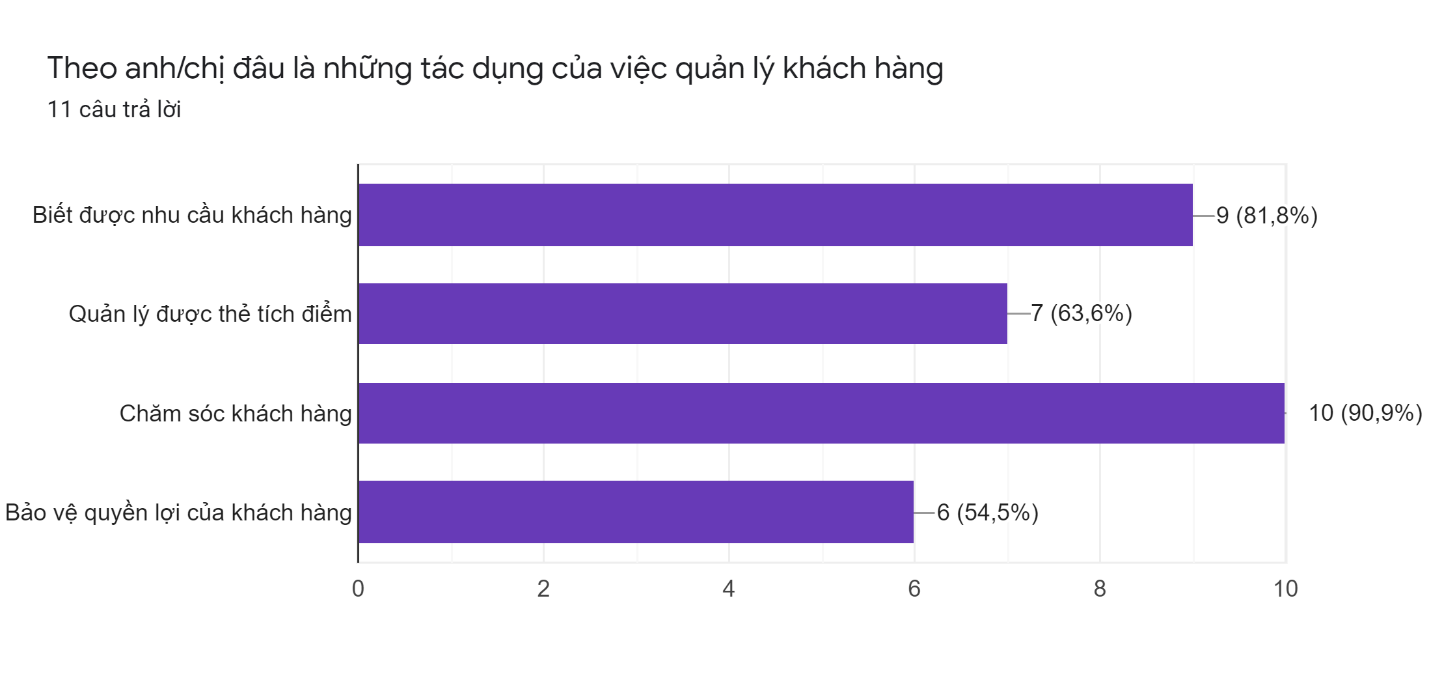 Theo anh/chị đâu là những tác dụng của việc quản lý khách hàng
11 câu trả lời
Biết được nhu cầu khách hàng
9 (81,8%)
Quản lý được thẻ tích điểm
7 (63,6%)
Chăm sóc khách hàng
10 (90,9%)
Bảo vệ quyền lợi của khách hàng
6 (54,5%)
0 2 4 6 8 10